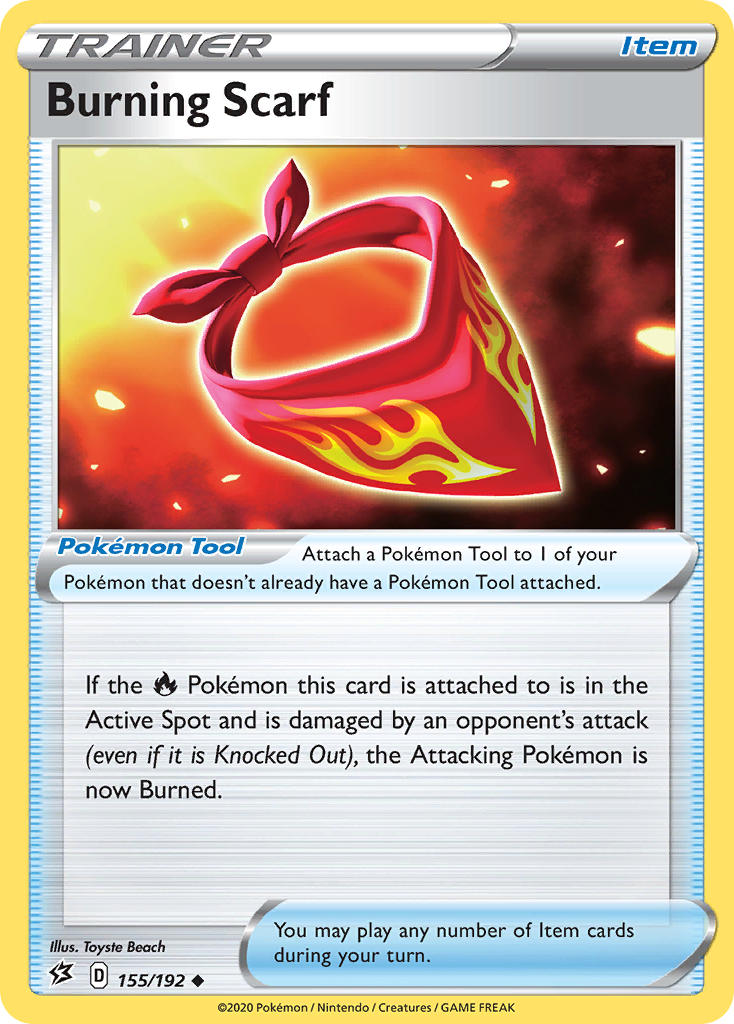 TRAINER Item
Burning Scarf
Pokémon Tool Attach a Pokémon Tool to 1 of your
Pokémon that doesn't already have a Pokémon Tool attached.
If the Pokémon this card is attached to is in the
Active Spot and is damaged by an opponent's attack
(even if it is Knocked Out), the Attacking Pokémon is
now Burned.
You may play any number of Item cards
during your turn.
Illus. Toyste Beach
D 155/192
©2020 Pokémon / Nintendo / Creatures / GAME FREAK